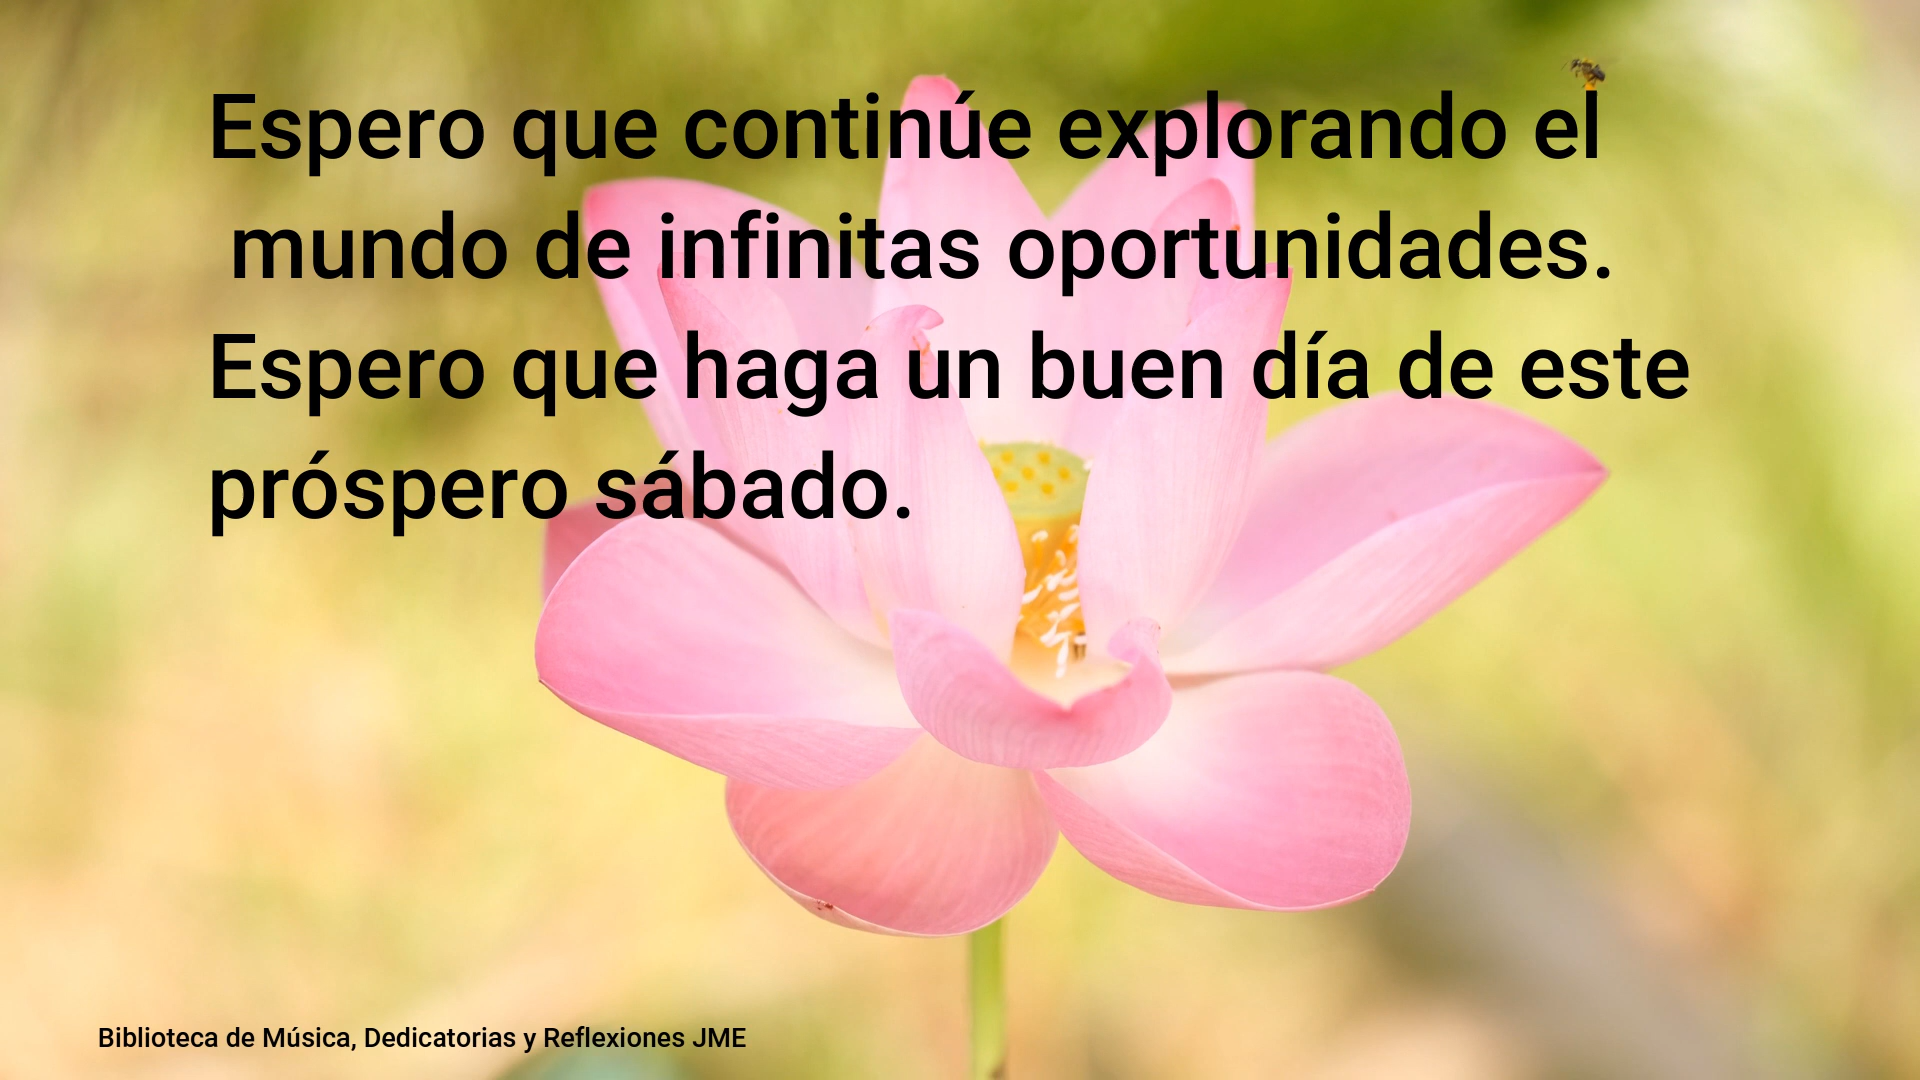 Espero que continúe explorando el
mundo de infinitas oportunidades.
Espero que haga un buen día de este
próspero sábado.
Biblioteca de Música, Dedicatorias y Reflexiones JME